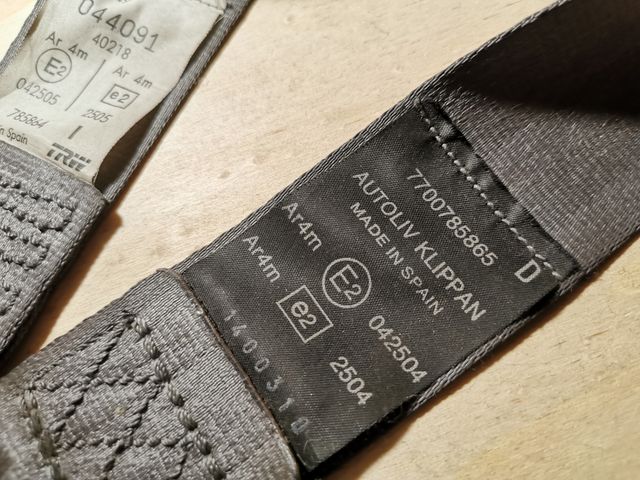 044091
40218
Ar 4m
Ar 4m
E2
e2
042505
2505
785864
I
in Spain
TRW
7700785865
D
AUTOLIV KLIPPAN
MADE IN SPAIN
Ar4m
E2
042504
Ar4m
e2
2504
1400310